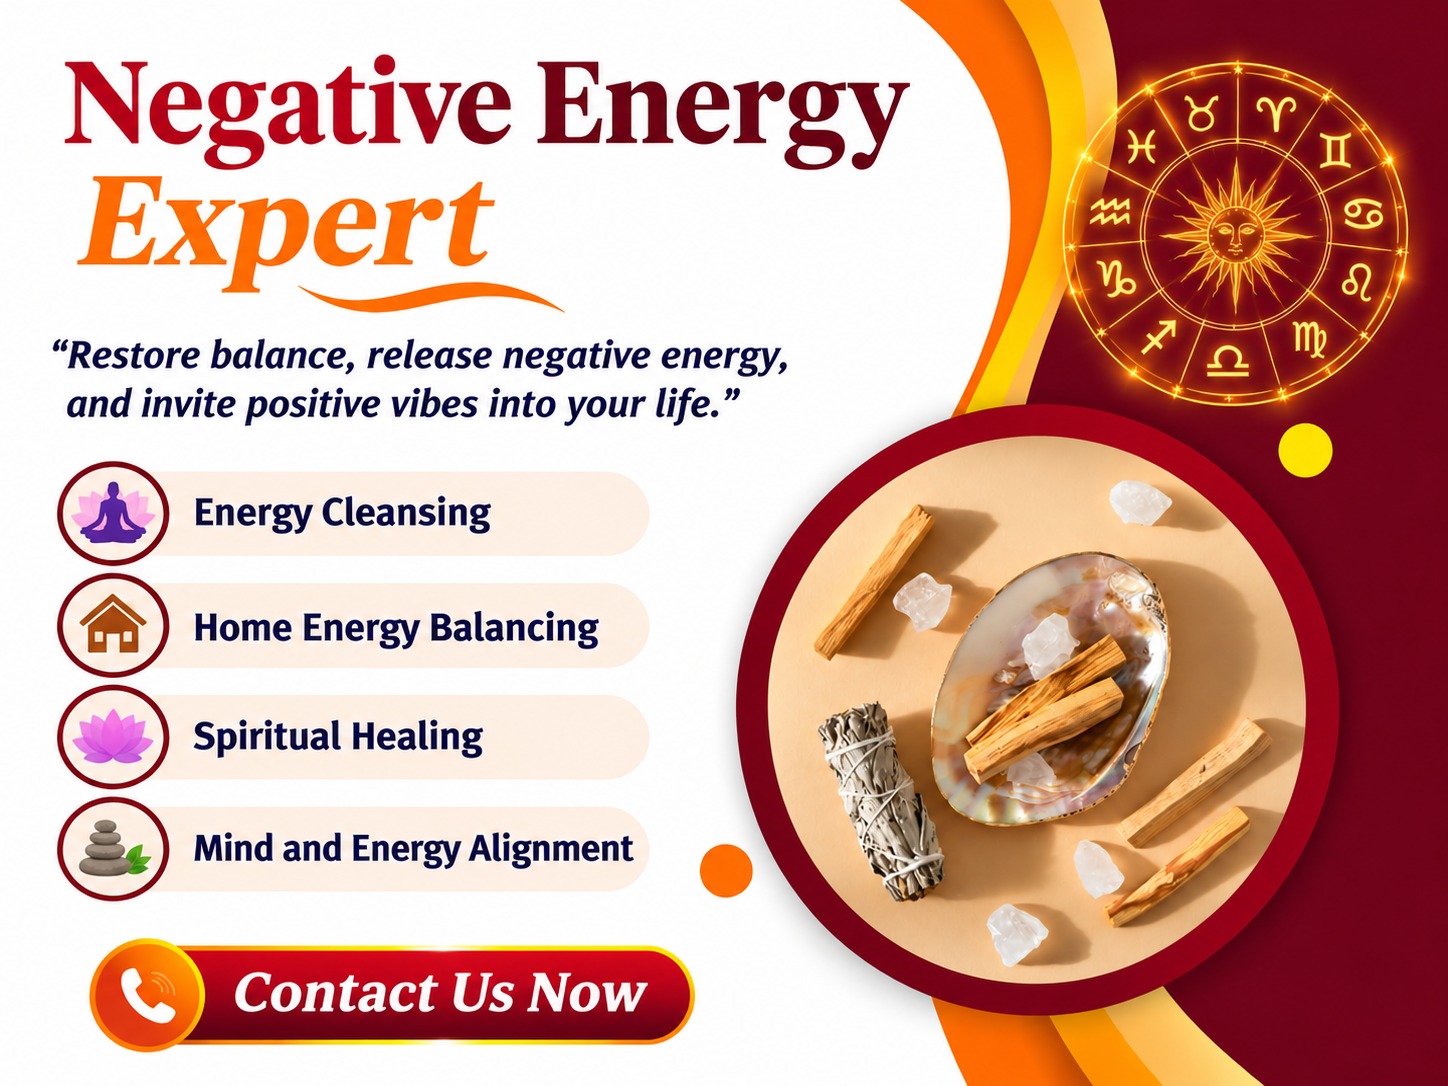 Negative Energy
Expert
“Restore balance, release negative energy,
and invite positive vibes into your life.”
Energy Cleansing
Home Energy Balancing
Spiritual Healing
Mind and Energy Alignment
Contact Us Now